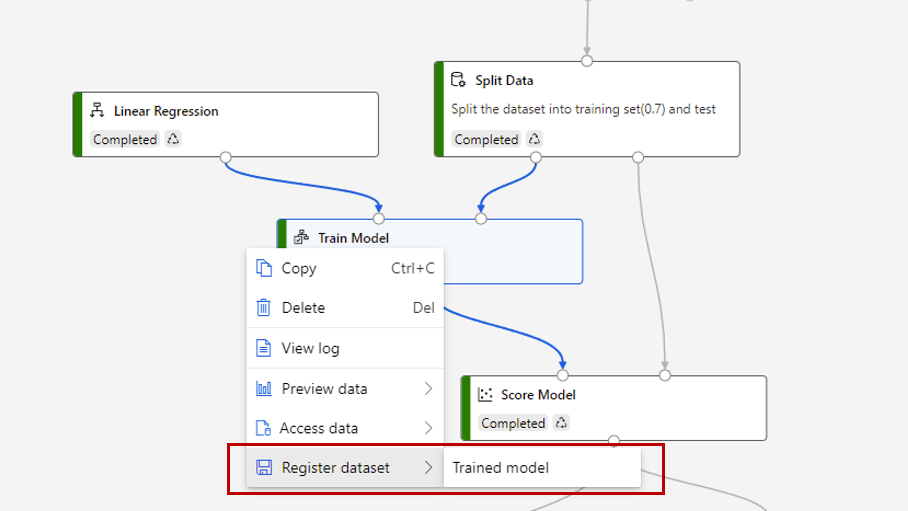 Split Data
Split the dataset into training set(0.7) and test
Completed
Linear Regression
Completed
Train Model
Copy Ctrl+C
Delete Del
View log
Preview data
Access data
Register dataset
Trained model
Score Model
Completed